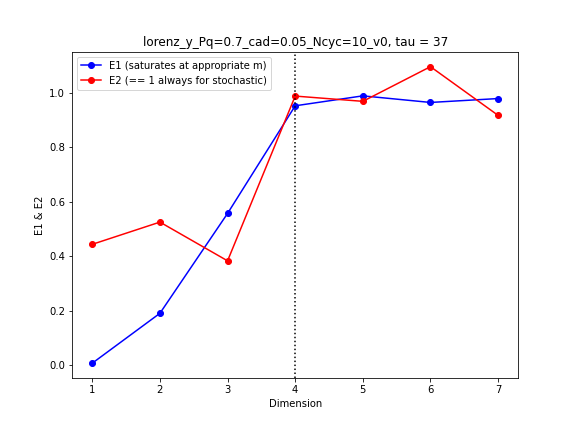 lorenz_y_Pq=0.7_cad=0.05_Ncyc=10_v0, tau = 37
E1 (saturates at appropriate m)
E2 (== 1 always for stochastic)
E1 & E2
1.0
0.8
0.6
0.4
0.2
0.0
1 2 3 4 5 6 7
Dimension